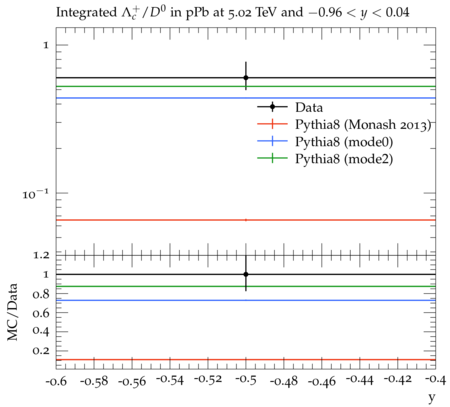 Integrated Λc+/D0 in pPb at 5.02 TeV and −0.96 < y < 0.04
1
Data
Pythia8 (Monash 2013)
Pythia8 (mode0)
Pythia8 (mode2)
10−1
1.2
1
0.8
0.6
0.4
0.2
MC/Data
-0.6 -0.58 -0.56 -0.54 -0.52 -0.5 -0.48 -0.46 -0.44 -0.42 -0.4
y